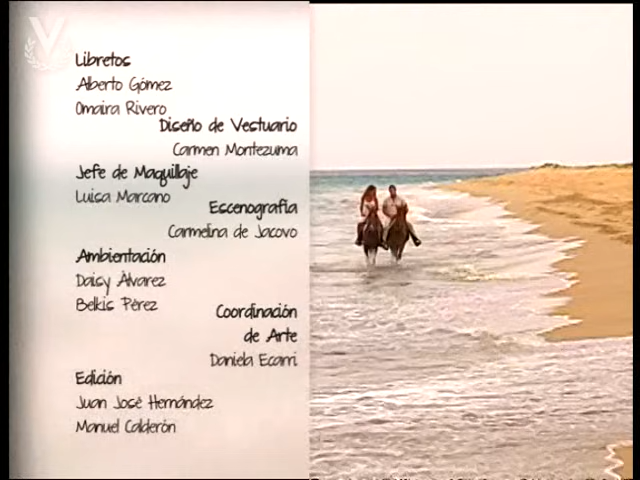 V
Libretos
Alberto Gómez
Omaira Rivero
Diseño de Vestuario
Carmen Montezuma
Jefe de Maquillaje
Luisa Marcano
Escenografía
Carmelina de Jacovo
Ambientación
Daisy Álvarez
Belkis Pérez
Coordinación
de Arte
Daniela Ecarri
Edición
Juan José Hernández
Manuel Calderón